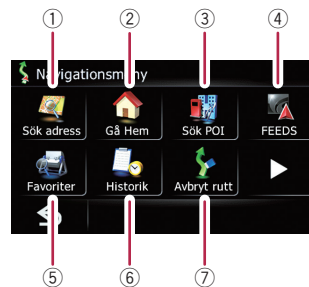 ① ② ③ ④
Navigationsmeny
Sök adress Gå Hem Sök POI FEEDS
Favoriter Historik Avbryt rutt
⑤ ⑥ ⑦